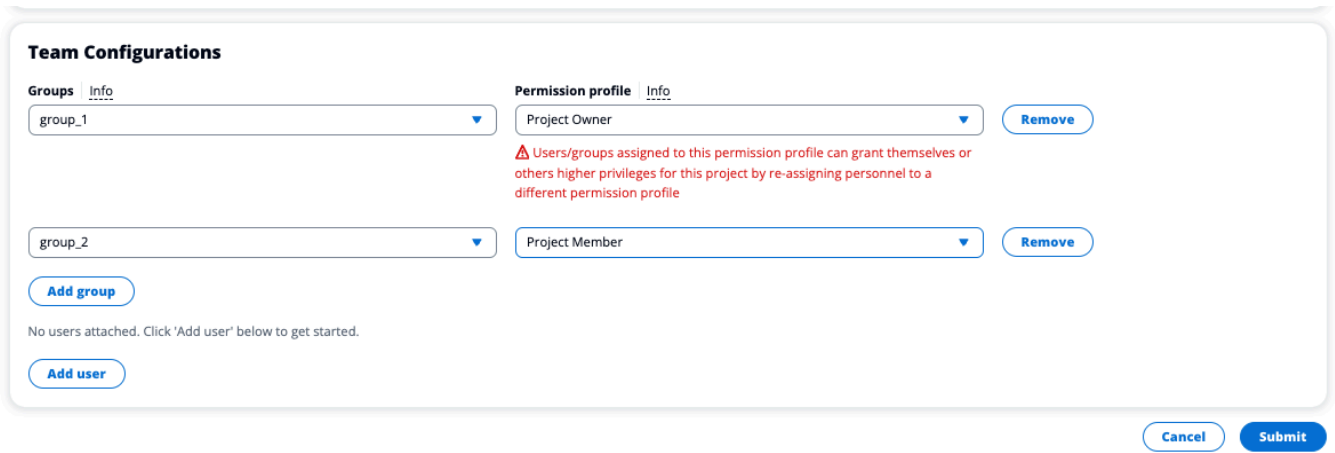 Team Configurations
Groups Info Permission profile Info
group_1 Project Owner Remove
Users/groups assigned to this permission profile can grant themselves or
others higher privileges for this project by re-assigning personnel to a
different permission profile
group_2 Project Member Remove
Add group
No users attached. Click 'Add user' below to get started.
Add user
Cancel Submit